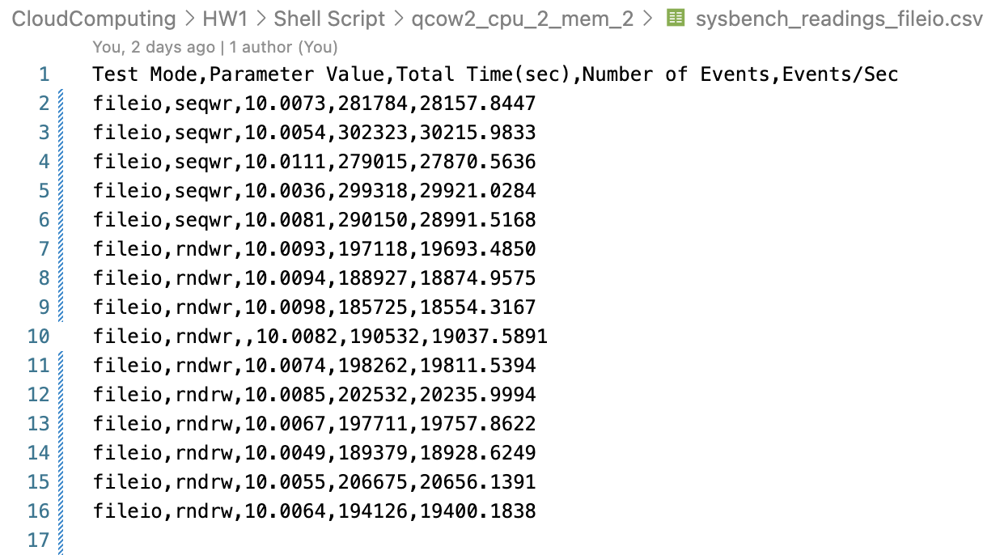 CloudComputing > HW1 > Shell Script > qcow2_cpu_2_mem_2 > sysbench_readings_fileio.csv
You, 2 days ago | 1 author (You)
1 Test Mode,Parameter Value,Total Time(sec),Number of Events,Events/Sec
2 fileio,seqwr,10.0073,281784,28157.8447
3 fileio,seqwr,10.0054,302323,30215.9833
4 fileio,seqwr,10.0111,279015,27870.5636
5 fileio,seqwr,10.0036,299318,29921.0284
6 fileio,seqwr,10.0081,290150,28991.5168
7 fileio,rndwr,10.0093,197118,19693.4850
8 fileio,rndwr,10.0094,188927,18874.9575
9 fileio,rndwr,10.0098,185725,18554.3167
10 fileio,rndwr,,10.0082,190532,19037.5891
11 fileio,rndwr,10.0074,198262,19811.5394
12 fileio,rndrw,10.0085,202532,20235.9994
13 fileio,rndrw,10.0067,197711,19757.8622
14 fileio,rndrw,10.0049,189379,18928.6249
15 fileio,rndrw,10.0055,206675,20656.1391
16 fileio,rndrw,10.0064,194126,19400.1838
17